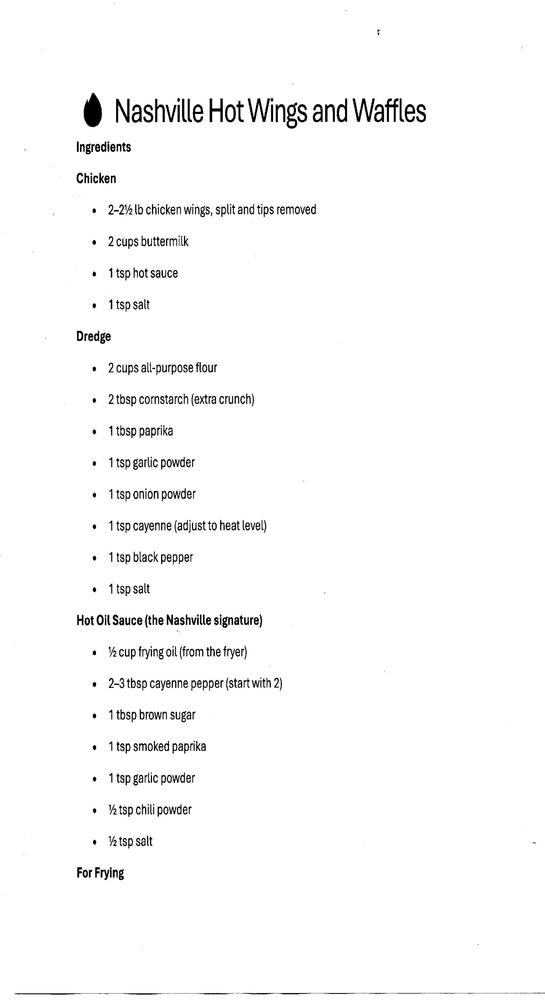 Nashville Hot Wings and Waffles
Ingredients
Chicken
• 2–2½ lb chicken wings, split and tips removed
• 2 cups buttermilk
• 1 tsp hot sauce
• 1 tsp salt
Dredge
• 2 cups all-purpose flour
• 2 tbsp cornstarch (extra crunch)
• 1 tbsp paprika
• 1 tsp garlic powder
• 1 tsp onion powder
• 1 tsp cayenne (adjust to heat level)
• 1 tsp black pepper
• 1 tsp salt
Hot Oil Sauce (the Nashville signature)
• ½ cup frying oil (from the fryer)
• 2–3 tbsp cayenne pepper (start with 2)
• 1 tbsp brown sugar
• 1 tsp smoked paprika
• 1 tsp garlic powder
• ½ tsp chili powder
• ½ tsp salt
For Frying